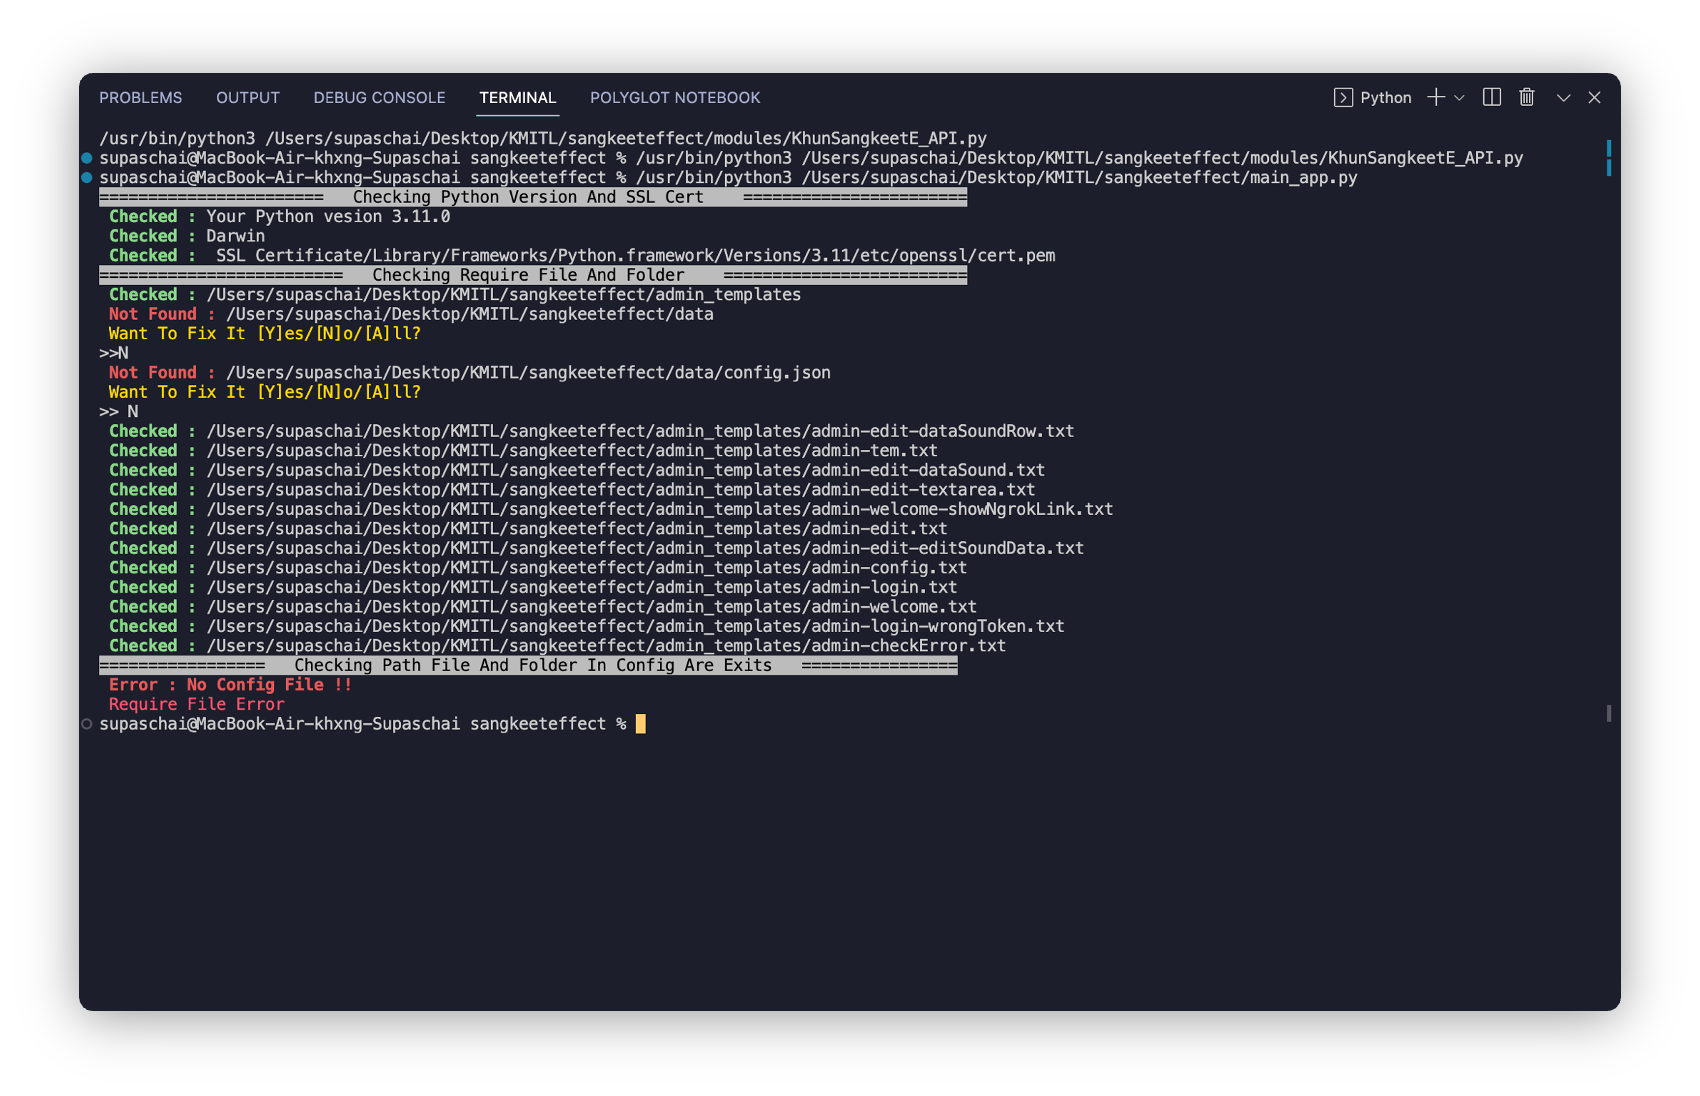 PROBLEMS OUTPUT DEBUG CONSOLE TERMINAL POLYGLOT NOTEBOOK Python
/usr/bin/python3 /Users/supaschai/Desktop/KMITL/sangkeeteffect/modules/KhunSangkeetE_API.py
supaschai@MacBook-Air-khxng-Supaschai sangkeeteffect % /usr/bin/python3 /Users/supaschai/Desktop/KMITL/sangkeeteffect/modules/KhunSangkeetE_API.py
supaschai@MacBook-Air-khxng-Supaschai sangkeeteffect % /usr/bin/python3 /Users/supaschai/Desktop/KMITL/sangkeeteffect/main_app.py
=======================   Checking Python Version And SSL Cert    =======================
Checked : Your Python vesion 3.11.0
Checked : Darwin
Checked :  SSL Certificate/Library/Frameworks/Python.framework/Versions/3.11/etc/openssl/cert.pem
=========================   Checking Require File And Folder    =========================
Checked : /Users/supaschai/Desktop/KMITL/sangkeeteffect/admin_templates
Not Found : /Users/supaschai/Desktop/KMITL/sangkeeteffect/data
Want To Fix It [Y]es/[N]o/[A]ll?
>>N
Not Found : /Users/supaschai/Desktop/KMITL/sangkeeteffect/data/config.json
Want To Fix It [Y]es/[N]o/[A]ll?
>> N
Checked : /Users/supaschai/Desktop/KMITL/sangkeeteffect/admin_templates/admin-edit-dataSoundRow.txt
Checked : /Users/supaschai/Desktop/KMITL/sangkeeteffect/admin_templates/admin-tem.txt
Checked : /Users/supaschai/Desktop/KMITL/sangkeeteffect/admin_templates/admin-edit-dataSound.txt
Checked : /Users/supaschai/Desktop/KMITL/sangkeeteffect/admin_templates/admin-edit-textarea.txt
Checked : /Users/supaschai/Desktop/KMITL/sangkeeteffect/admin_templates/admin-welcome-showNgrokLink.txt
Checked : /Users/supaschai/Desktop/KMITL/sangkeeteffect/admin_templates/admin-edit.txt
Checked : /Users/supaschai/Desktop/KMITL/sangkeeteffect/admin_templates/admin-edit-editSoundData.txt
Checked : /Users/supaschai/Desktop/KMITL/sangkeeteffect/admin_templates/admin-config.txt
Checked : /Users/supaschai/Desktop/KMITL/sangkeeteffect/admin_templates/admin-login.txt
Checked : /Users/supaschai/Desktop/KMITL/sangkeeteffect/admin_templates/admin-welcome.txt
Checked : /Users/supaschai/Desktop/KMITL/sangkeeteffect/admin_templates/admin-login-wrongToken.txt
Checked : /Users/supaschai/Desktop/KMITL/sangkeeteffect/admin_templates/admin-checkError.txt
=================   Checking Path File And Folder In Config Are Exits   ================
Error : No Config File !!
Require File Error
supaschai@MacBook-Air-khxng-Supaschai sangkeeteffect %